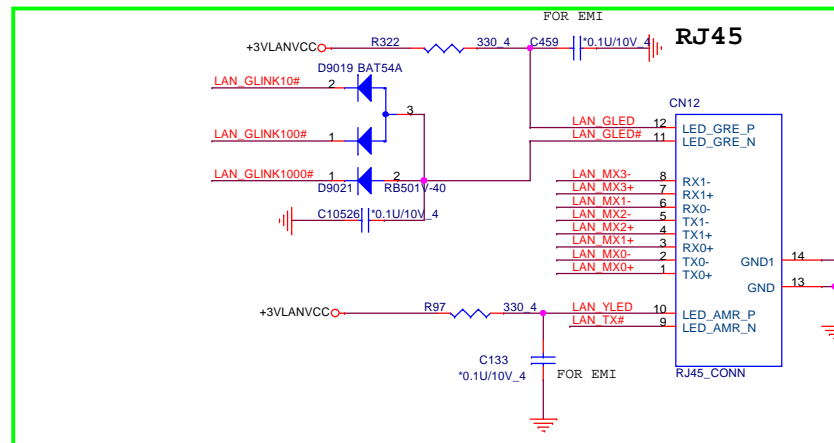 FOR EMI
RJ45
+3VLANVCC R322 330_4 C459 *0.1U/10V_4
D9019 BAT54A
LAN_GLINK10# 2
3
CN12
LAN_GLED 12 LED_GRE_P
LAN_GLINK100# 1 LAN_GLED# 11 LED_GRE_N
LAN_GLINK1000# 1 2
D9021 RB501V-40
LAN_MX3- 8 RX1-
LAN_MX3+ 7 RX1+
LAN_MX1- 6 RX0-
C10526 *0.1U/10V_4
LAN_MX2- 5 TX1-
LAN_MX2+ 4 TX1+
LAN_MX1+ 3 RX0+
LAN_MX0- 2 TX0- GND1 14
LAN_MX0+ 1 TX0+
GND 13
+3VLANVCC R97 330_4 LAN_YLED 10 LED_AMR_P
LAN_TX# 9 LED_AMR_N
C133
*0.1U/10V_4 FOR EMI
RJ45_CONN